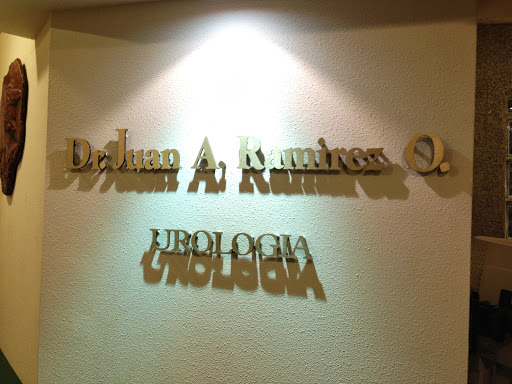 Dr. Juan A, Ramirez O.
UROLOGIA